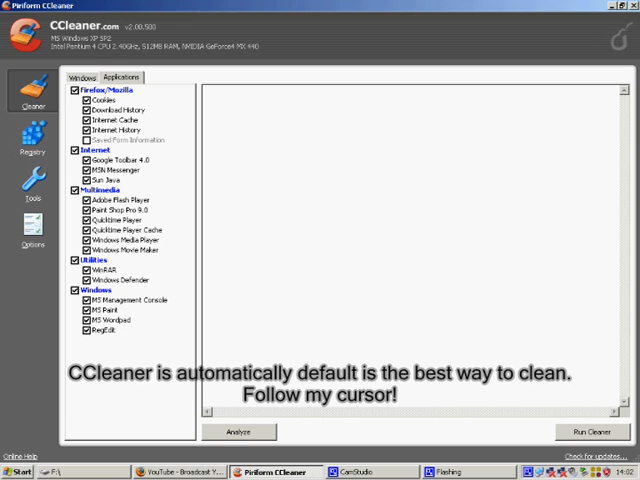 Piriform CCleaner
CCleaner.com v2.00.500
MS Windows XP SP2
Intel Pentium 4 CPU 2.40GHz, 512MB RAM, NVIDIA GeForce4 MX 440
Windows Applications
Cleaner
Registry
Tools
Options
Firefox/Mozilla
Cookies
Download History
Internet Cache
Internet History
Saved Form Information
Internet
Google Toolbar 4.0
MSN Messenger
Sun Java
Multimedia
Adobe Flash Player
Paint Shop Pro 9.0
Quicktime Player
Quicktime Player Cache
Windows Media Player
Windows Movie Maker
Utilities
WinRAR
Windows Defender
Windows
MS Management Console
MS Paint
MS Wordpad
RegEdit
CCleaner is automatically default is the best way to clean.
Follow my cursor!
Analyze Run Cleaner
Online Help Check for updates...
Start F:\ YouTube - Broadcast Y... Piriform CCleaner CamStudio Flashing 14:02